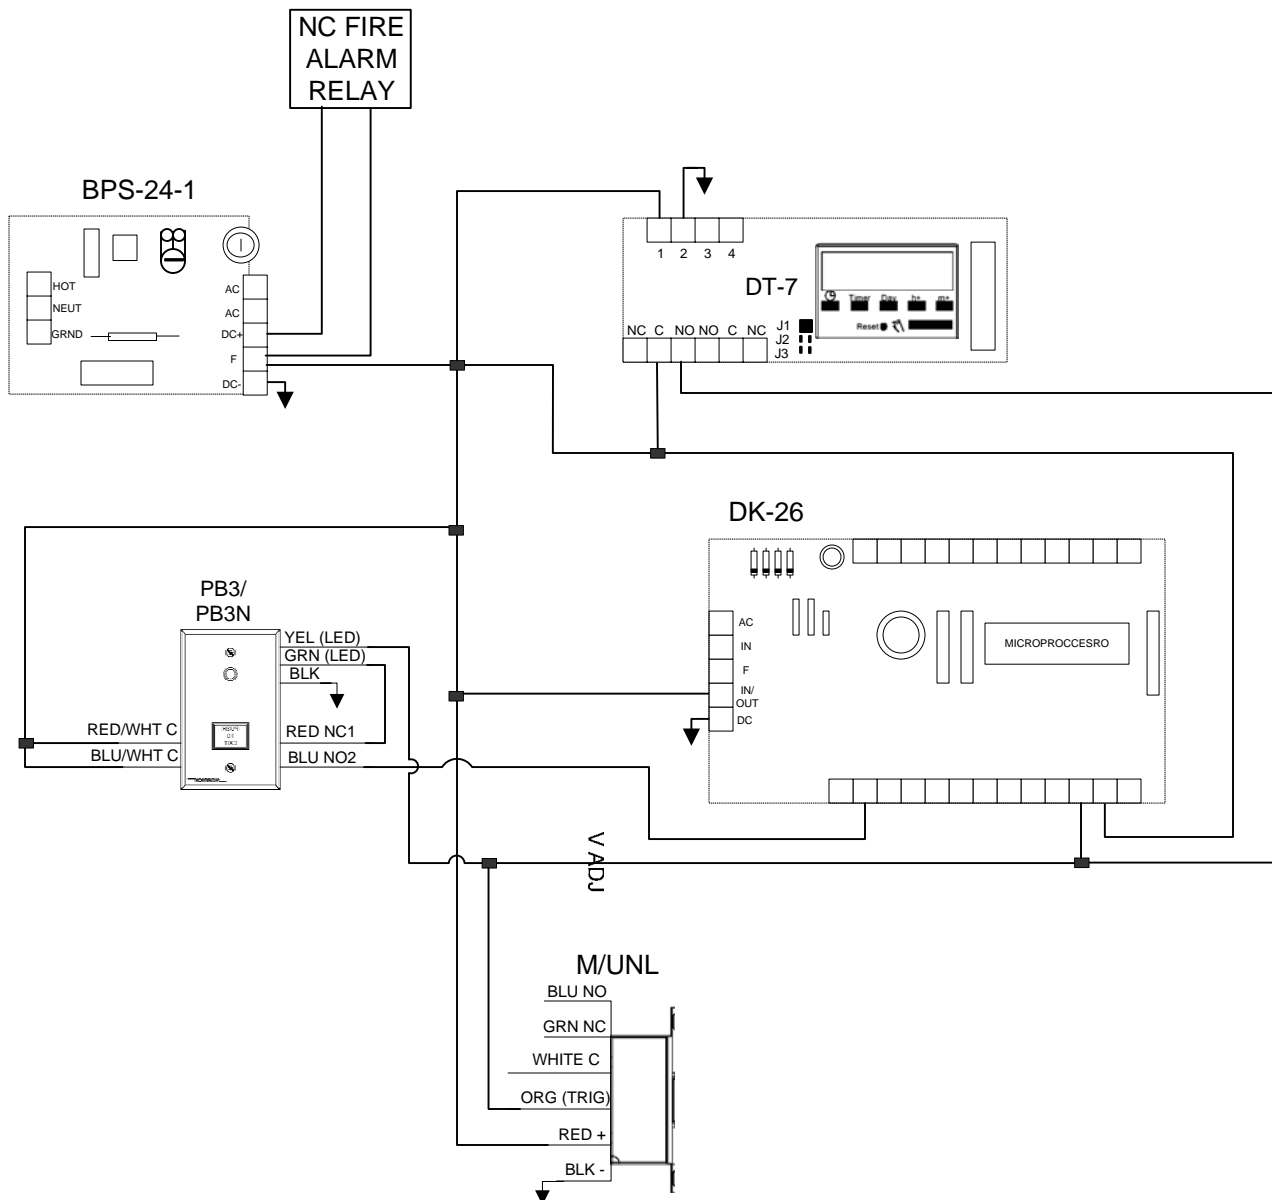 NC FIRE
ALARM
RELAY
BPS-24-1
HOT
NEUT
GRND
AC
AC
DC+
F
DC-
1 2 3 4
DT-7
Timer Day h+ m+
Reset
NC C NO NO C NC
J1
J2
J3
DK-26
AC
IN
F
IN/
OUT
DC
MICROPROCCESRO
PB3/
PB3N
YEL (LED)
GRN (LED)
BLK
RED/WHT C
RED NC1
BLU/WHT C
BLU NO2
V ADJ
M/UNL
BLU NO
GRN NC
WHITE C
ORG (TRIG)
RED +
BLK -